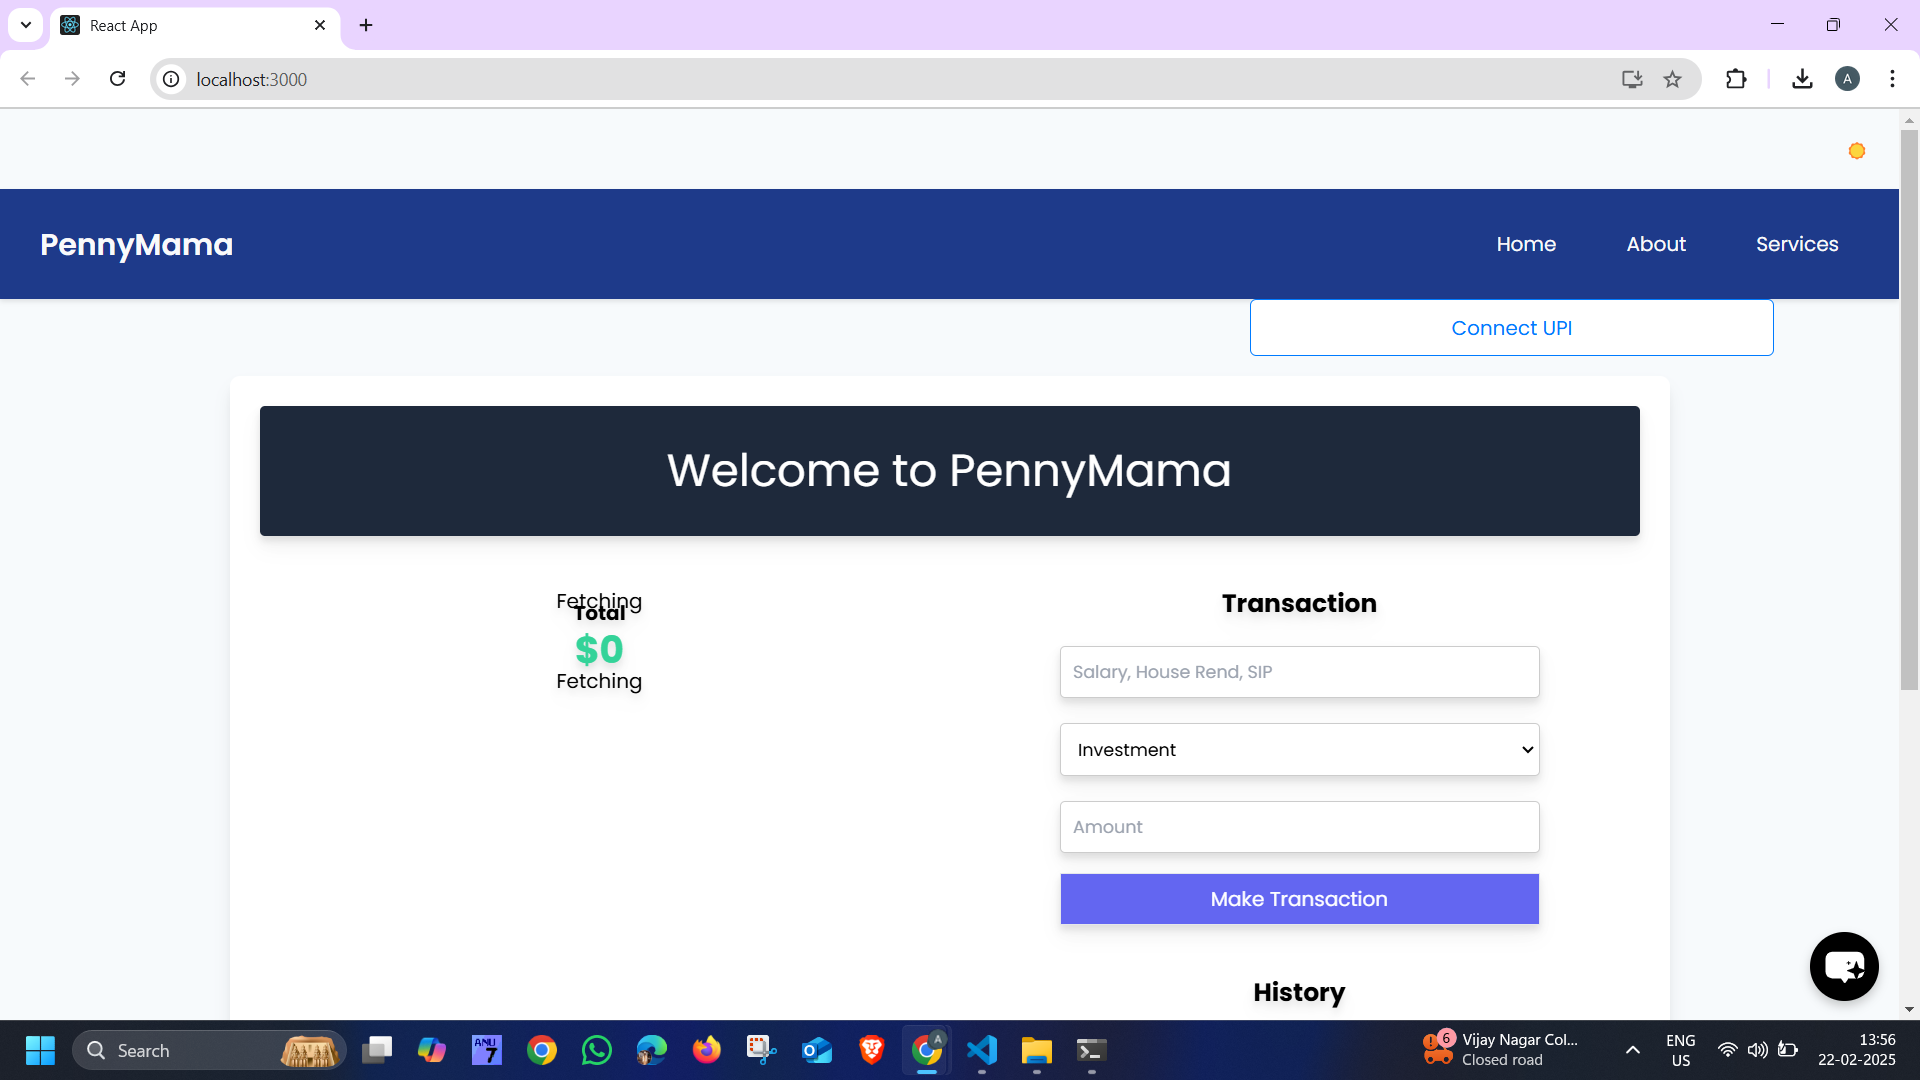 React App
localhost:3000
A
PennyMama
Home
About
Services
Connect UPI
Welcome to PennyMama
Fetching
Total
$0
Fetching
Transaction
Salary, House Rend, SIP
Investment
Amount
Make Transaction
History
Search
ANU
7
A
6
Vijay Nagar Col...
Closed road
ENG
US
13:56
22-02-2025